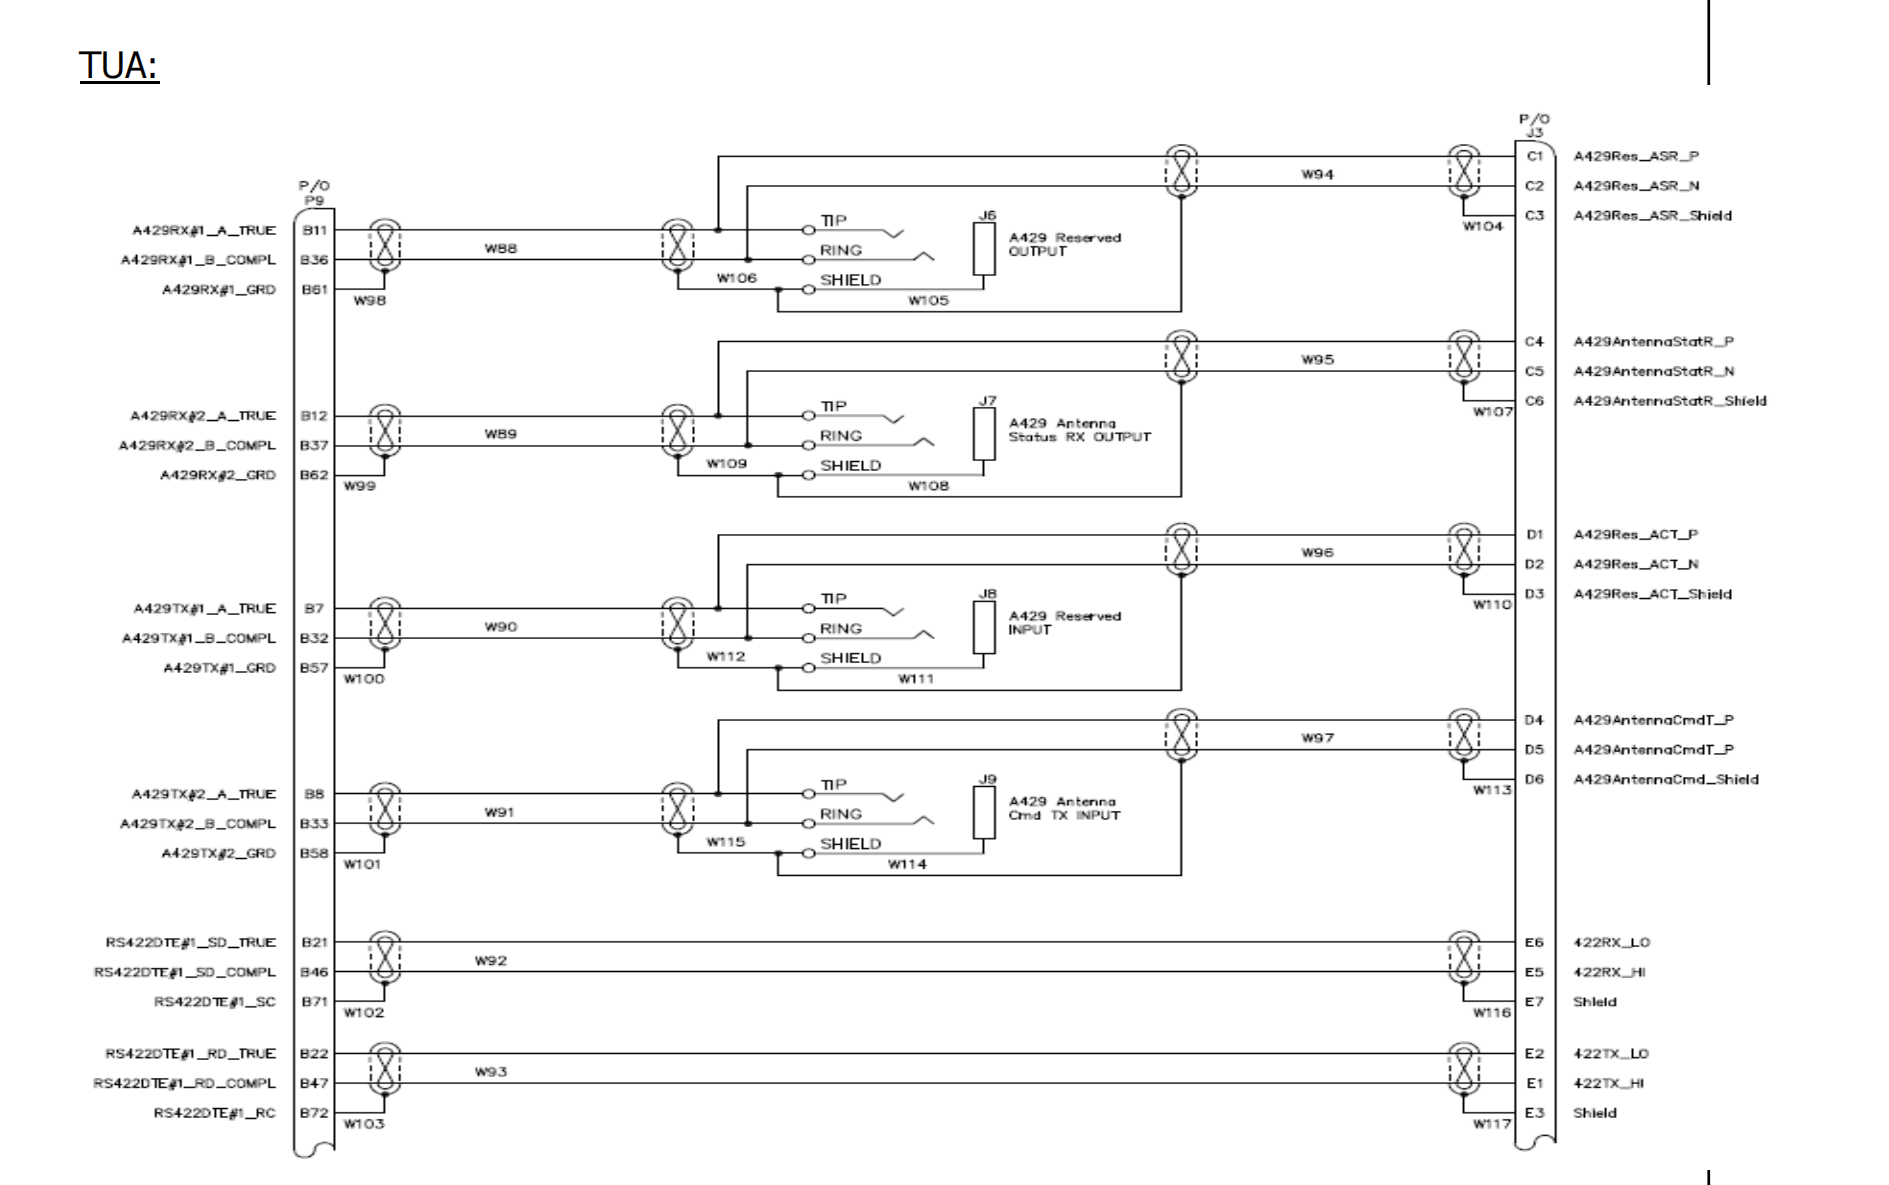 TUA:
P/O
J3
C1 A429Res_ASR_P
W94
C2 A429Res_ASR_N
C3 A429Res_ASR_Shield
W104
P/O
P9
A429RX#1_A_TRUE B11
W88
A429RX#1_B_COMPL B36
A429RX#1_GRD B61
W98
TIP
RING
SHIELD
W106
W105
J6
A429 Reserved
OUTPUT
C4 A429AntennaStatR_P
W95
C5 A429AntennaStatR_N
C6 A429AntennaStatR_Shield
W107
A429RX#2_A_TRUE B12
W89
A429RX#2_B_COMPL B37
A429RX#2_GRD B62
W99
TIP
RING
SHIELD
W109
W108
J7
A429 Antenna
Status RX OUTPUT
D1 A429Res_ACT_P
W96
D2 A429Res_ACT_N
D3 A429Res_ACT_Shield
W110
A429TX#1_A_TRUE B7
W90
A429TX#1_B_COMPL B32
A429TX#1_GRD B57
W100
TIP
RING
SHIELD
W112
W111
J8
A429 Reserved
INPUT
D4 A429AntennaCmdT_P
W97
D5 A429AntennaCmdT_P
D6 A429AntennaCmd_Shield
W113
A429TX#2_A_TRUE B8
W91
A429TX#2_B_COMPL B33
A429TX#2_GRD B58
W101
TIP
RING
SHIELD
W115
W114
J9
A429 Antenna
Cmd TX INPUT
RS422DTE#1_SD_TRUE B21 E6 422RX_LO
W92
RS422DTE#1_SD_COMPL B46 E5 422RX_HI
RS422DTE#1_SC B71 E7 Shield
W102 W116
RS422DTE#1_RD_TRUE B22 E2 422TX_LO
W93
RS422DTE#1_RD_COMPL B47 E1 422TX_HI
RS422DTE#1_RC B72 E3 Shield
W103 W117